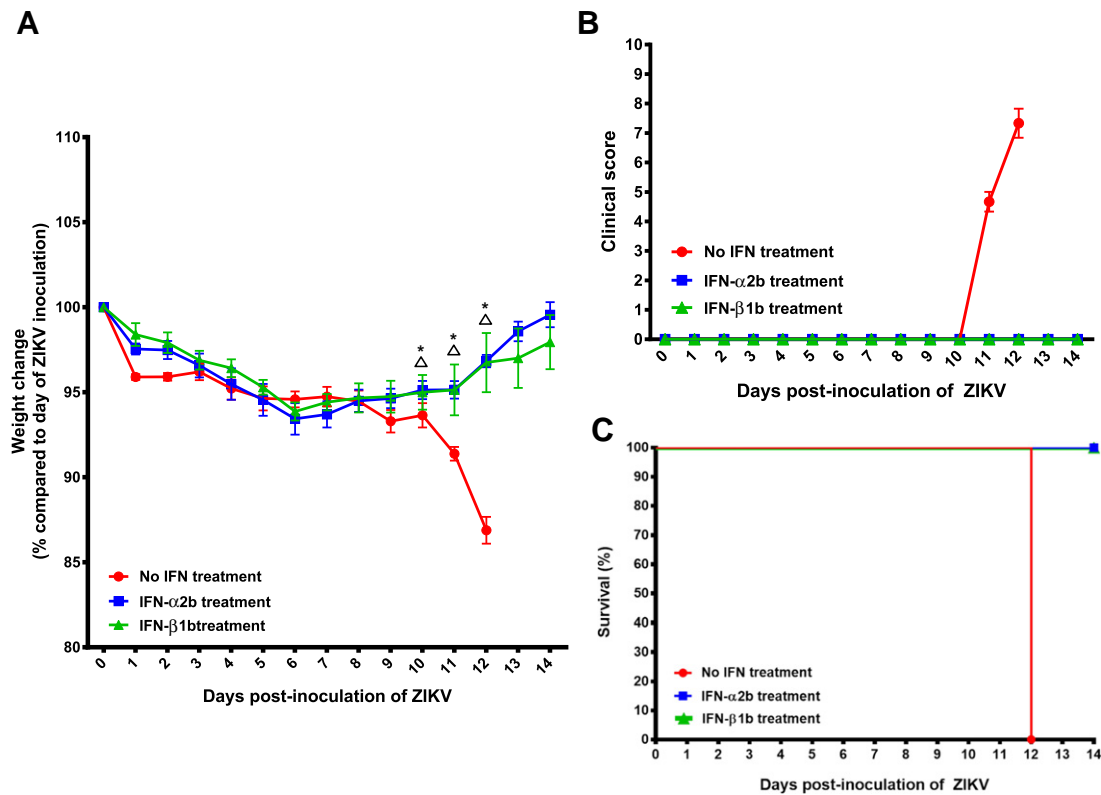 A
110
105
100
95
90
85
80
Weight change
(% compared to day of ZIKV inoculation)
* * *
No IFN treatment
IFN-α2b treatment
IFN-β1btreatment
0 1 2 3 4 5 6 7 8 9 10 11 12 13 14
Days post-inoculation of ZIKV
B
10
9
8
7
6
5
4
3
2
1
0
Clinical score
No IFN treatment
IFN-α2b treatment
IFN-β1b treatment
0 1 2 3 4 5 6 7 8 9 10 11 12 13 14
Days post-inoculation of ZIKV
C
100
90
80
70
60
50
40
30
20
10
0
Survival (%)
No IFN treatment
IFN-α2b treatment
IFN-β1b treatment
0 1 2 3 4 5 6 7 8 9 10 11 12 13 14
Days post-inoculation of ZIKV